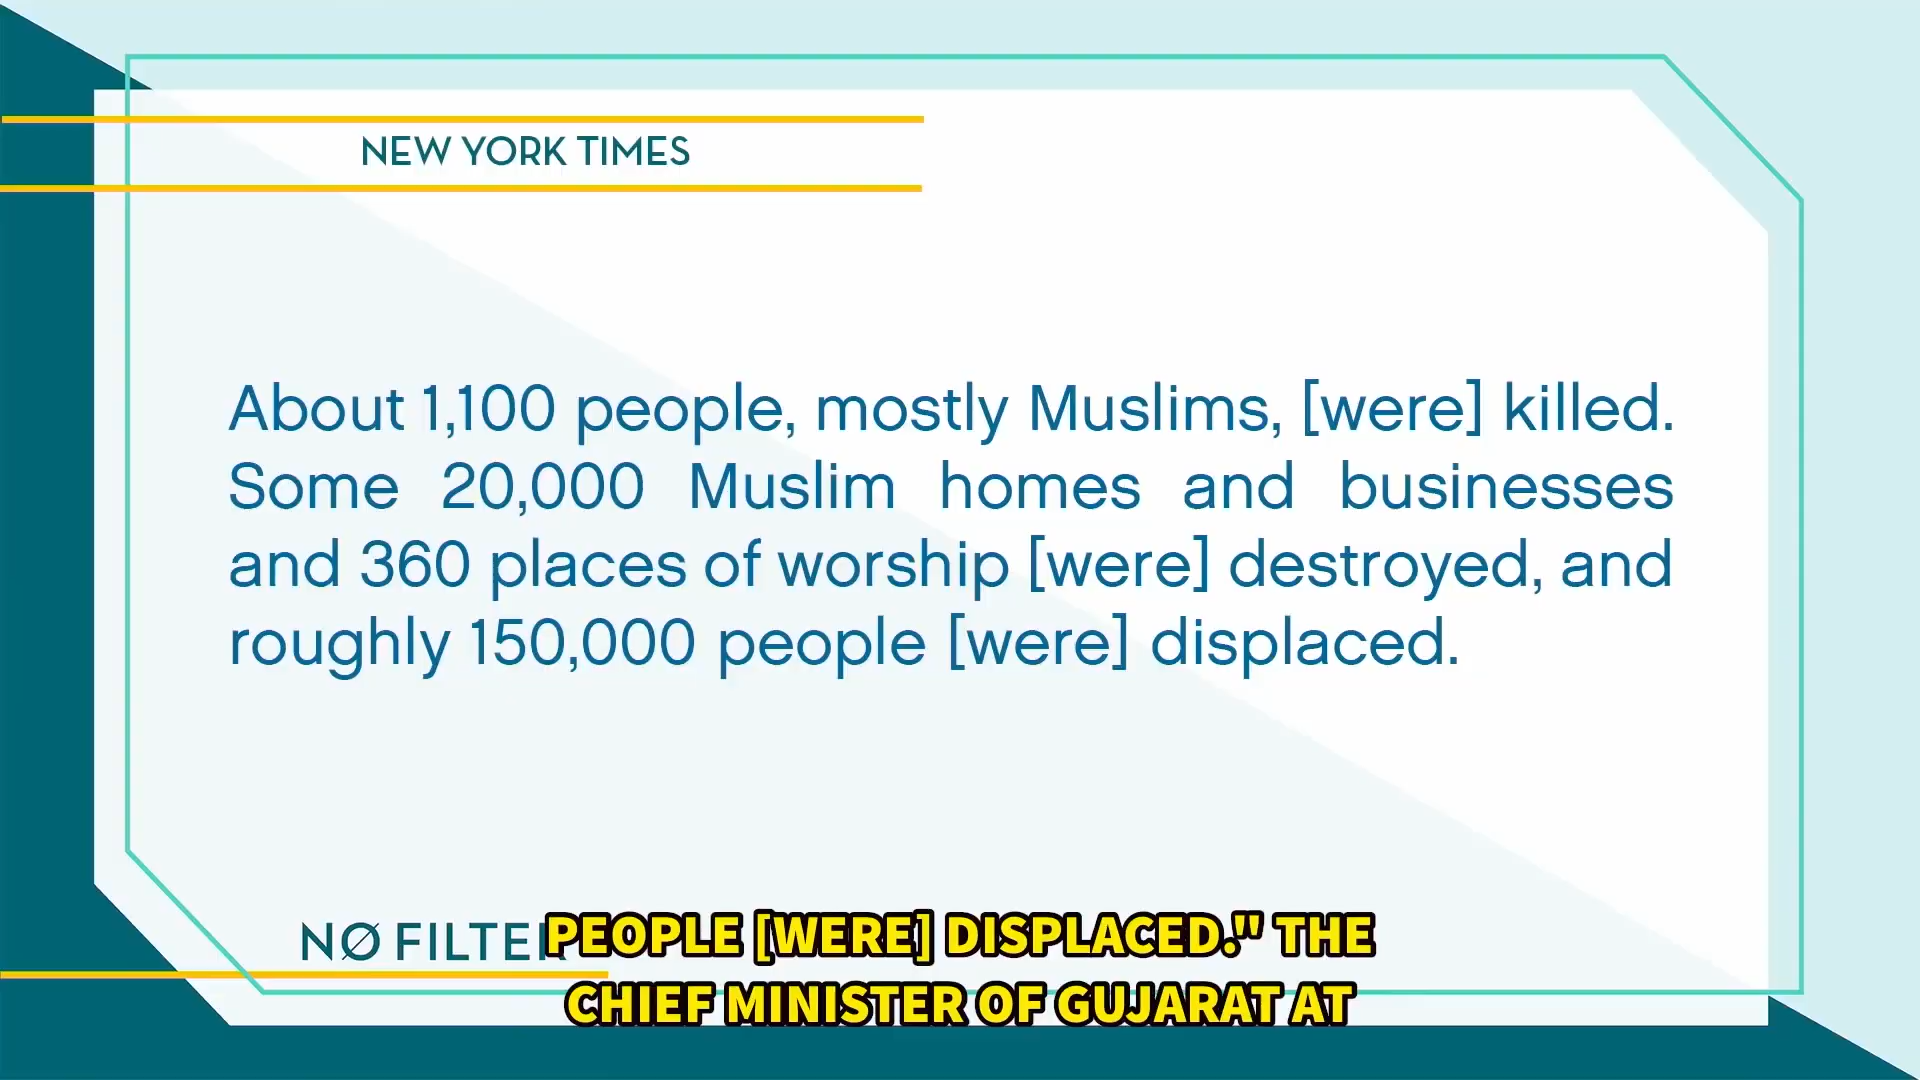 NEW YORK TIMES
About 1,100 people, mostly Muslims, [were] killed.
Some 20,000 Muslim homes and businesses
and 360 places of worship [were] destroyed, and
roughly 150,000 people [were] displaced.
NØ FILTER
PEOPLE [WERE] DISPLACED." THE
CHIEF MINISTER OF GUJARAT AT